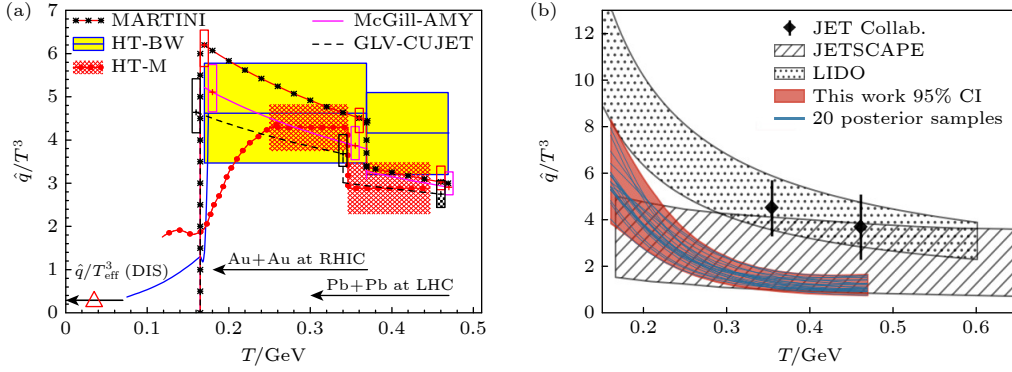 (a)
MARTINI
HT-BW
HT-M
McGill-AMY
GLV-CUJET
7
6
5
4
3
2
1
0
q̂/T³
q̂/T³eff (DIS)
Au+Au at RHIC
Pb+Pb at LHC
0 0.1 0.2 0.3 0.4 0.5
T/GeV
(b)
JET Collab.
JETSCAPE
LIDO
This work 95% CI
20 posterior samples
12
10
8
6
4
2
0
q̂/T³
0.2 0.3 0.4 0.5 0.6
T/GeV